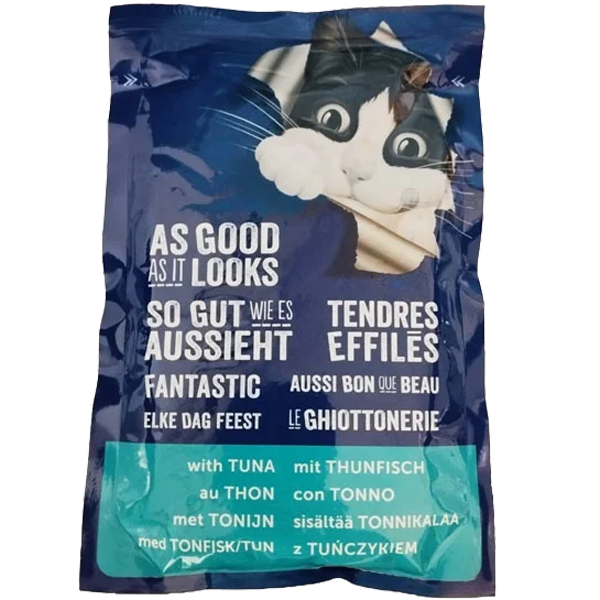 AS GOOD
AS IT LOOKS
SO GUT WIE ES
AUSSIEHT
TENDRES
EFFILĒS
FANTASTIC
AUSSI BON QUE BEAU
ELKE DAG FEEST
LE GHIOTTONERIE
with TUNA
mit THUNFISCH
au THON
con TONNO
met TONIJN
sisältää TONNIKALAA
med TONFISK/TUN
z TUŃCZYKIEM